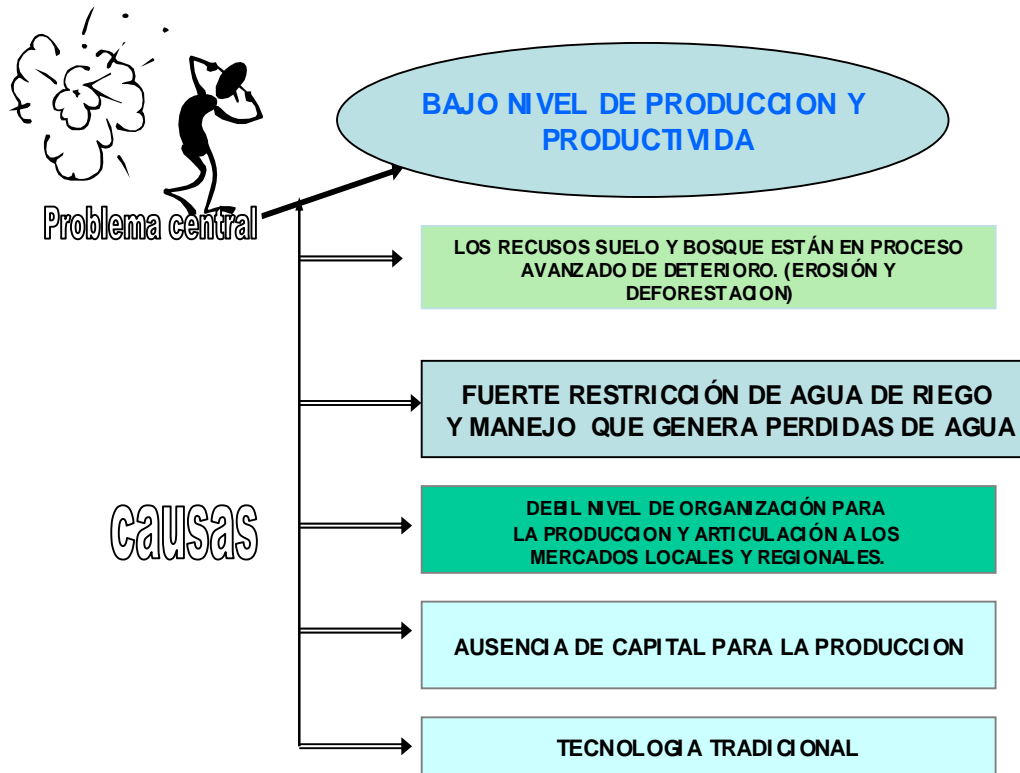 BAJO NIVEL DE PRODUCCION Y
PRODUCTIVIDA
Problema central
LOS RECUSOS SUELO Y BOSQUE ESTÁN EN PROCESO
AVANZADO DE DETERIORO. (EROSIÓN Y
DEFORESTACION)
FUERTE RESTRICCIÓN DE AGUA DE RIEGO
Y MANEJO QUE GENERA PERDIDAS DE AGUA
causas
DEBIL NIVEL DE ORGANIZACIÓN PARA
LA PRODUCCION Y ARTICULACIÓN A LOS
MERCADOS LOCALES Y REGIONALES.
AUSENCIA DE CAPITAL PARA LA PRODUCCION
TECNOLOGIA TRADICIONAL